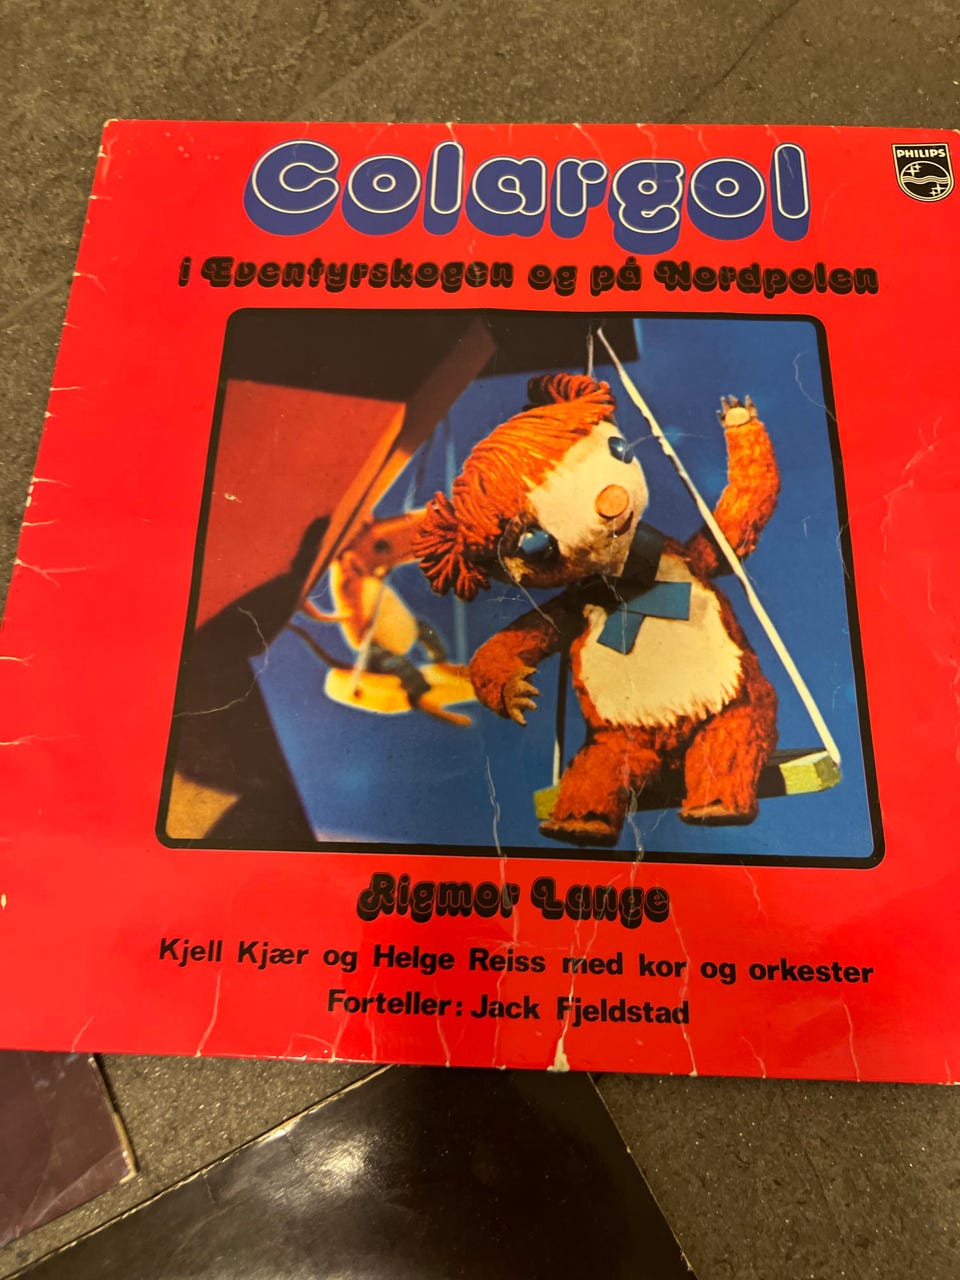 Colargol
PHILIPS
i Eventyrskogen og på Nordpolen
Rigmor Lange
Kjell Kjær og Helge Reiss med kor og orkester
Forteller: Jack Fjeldstad